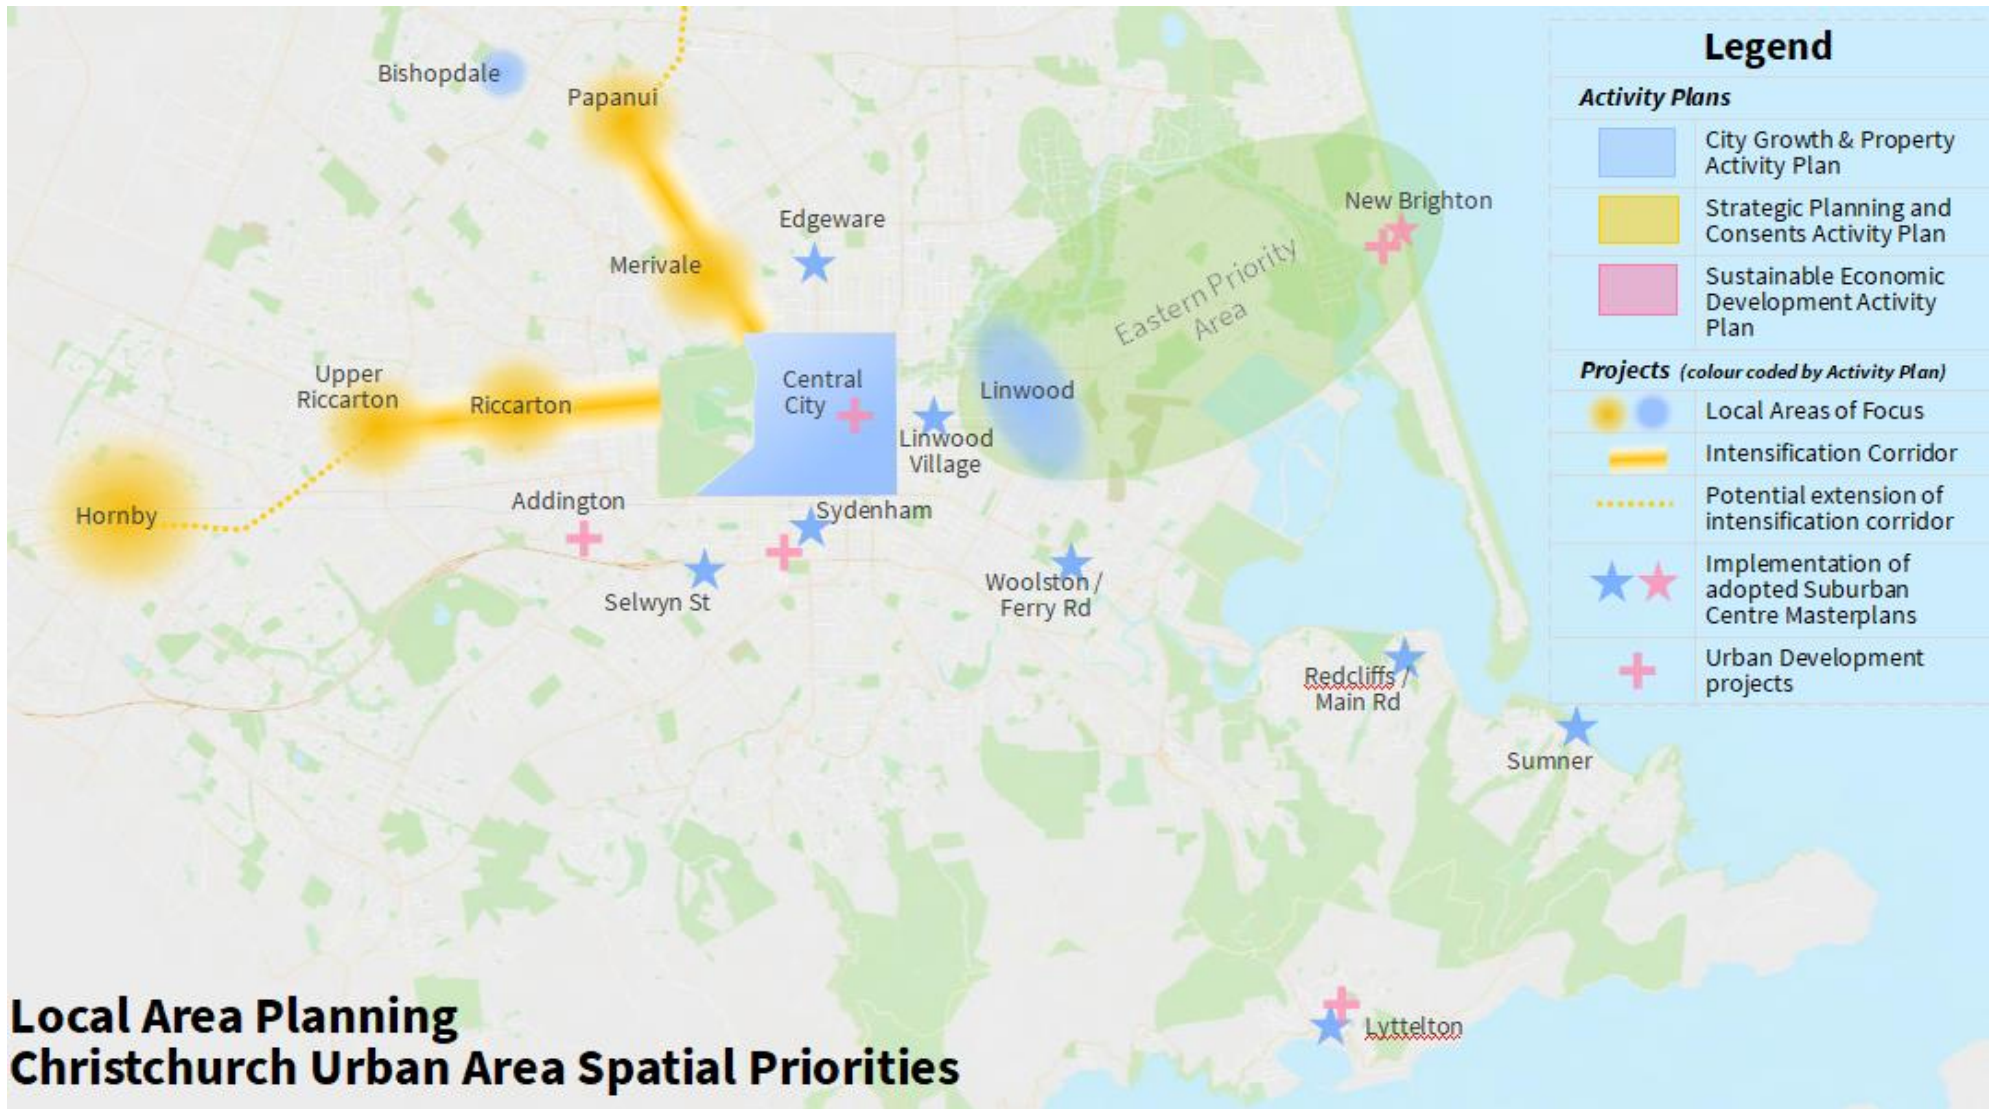 Bishopdale
Papanui
Edgeware
Merivale
New Brighton
Eastern Priority
Area
Upper
Riccarton
Riccarton
Central
City
Linwood
Linwood
Village
Hornby
Addington
Sydenham
Selwyn St
Woolston /
Ferry Rd
Redcliffs /
Main Rd
Sumner
Lyttelton
Local Area Planning
Christchurch Urban Area Spatial Priorities
Legend
Activity Plans
City Growth & Property
Activity Plan
Strategic Planning and
Consents Activity Plan
Sustainable Economic
Development Activity
Plan
Projects (colour coded by Activity Plan)
Local Areas of Focus
Intensification Corridor
Potential extension of
intensification corridor
Implementation of
adopted Suburban
Centre Masterplans
Urban Development
projects